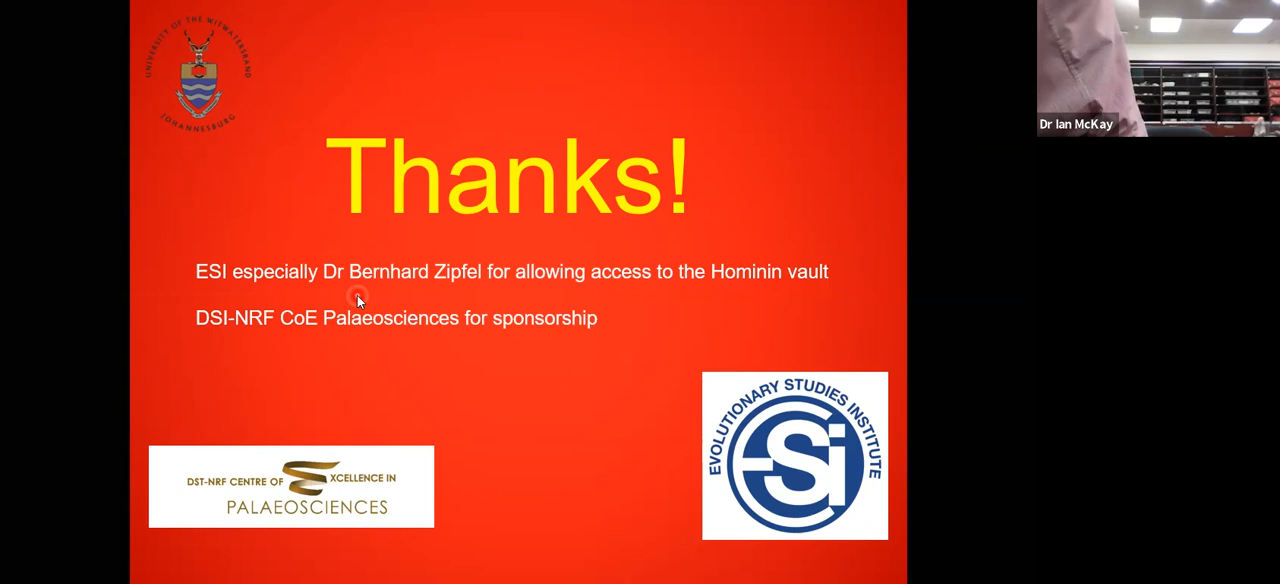 UNIVERSITY OF THE WITWATERSRAND
JOHANNESBURG
Dr Ian McKay
Thanks!
ESI especially Dr Bernhard Zipfel for allowing access to the Hominin vault
DSI-NRF CoE Palaeosciences for sponsorship
EVOLUTIONARY STUDIES INSTITUTE
ESi
DST-NRF CENTRE OF EXCELLENCE IN
PALAEOSCIENCES